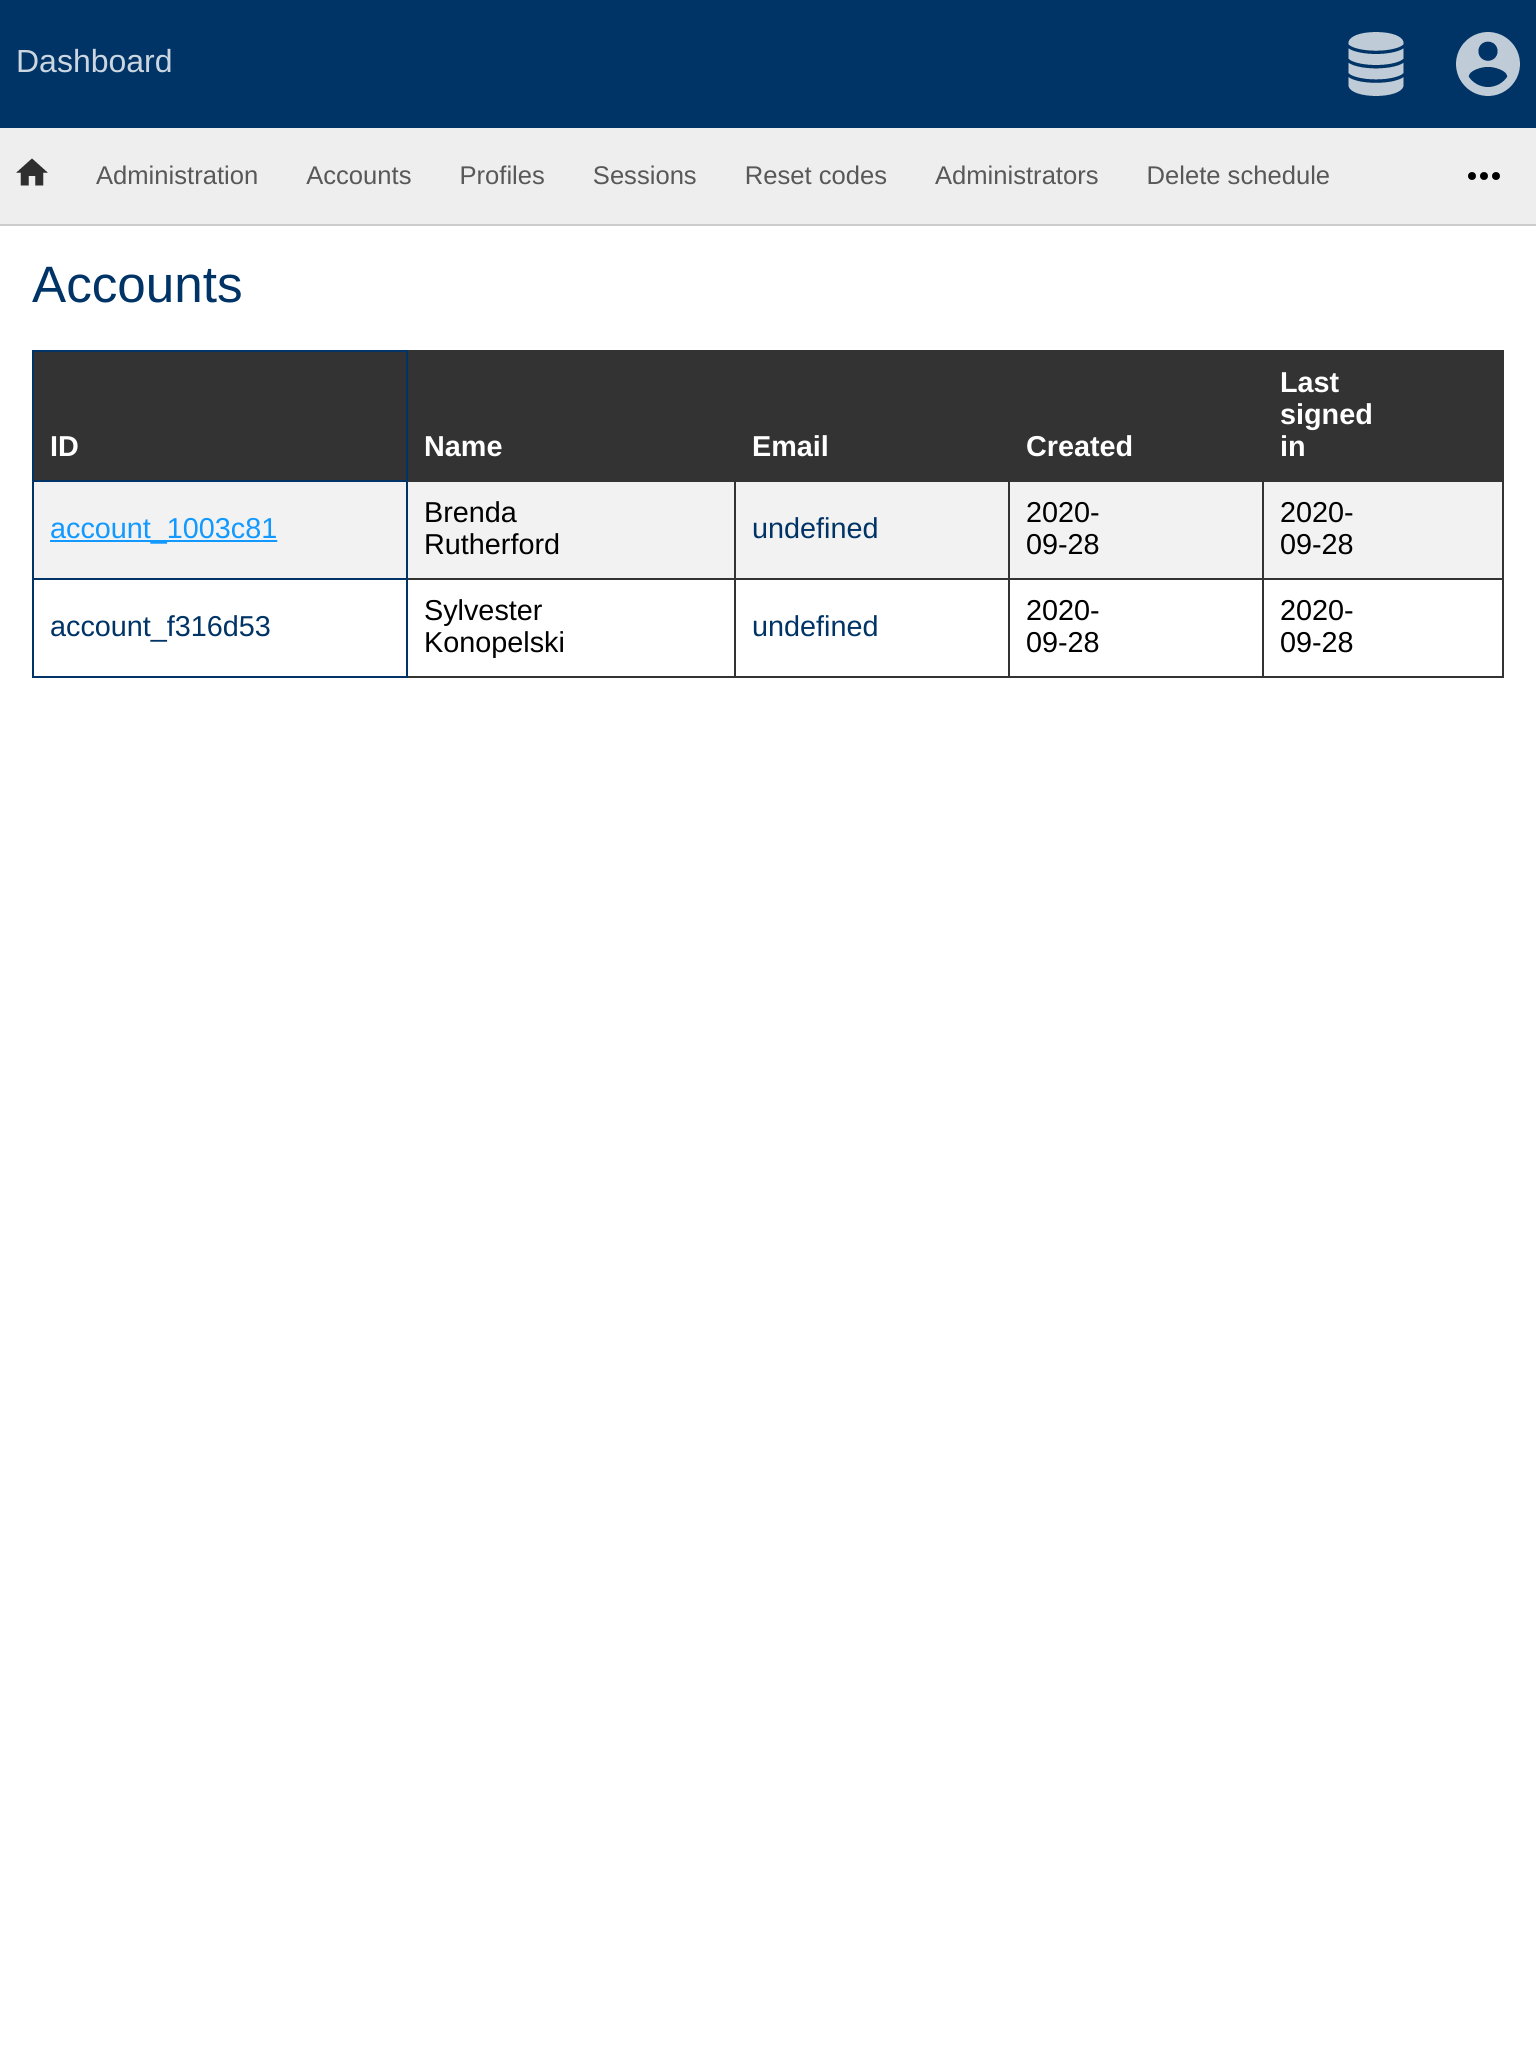 Dashboard
Administration Accounts Profiles Sessions Reset codes Administrators Delete schedule
Accounts
ID Name Email Created Last signed in
account_1003c81 Brenda Rutherford undefined 2020-09-28 2020-09-28
account_f316d53 Sylvester Konopelski undefined 2020-09-28 2020-09-28